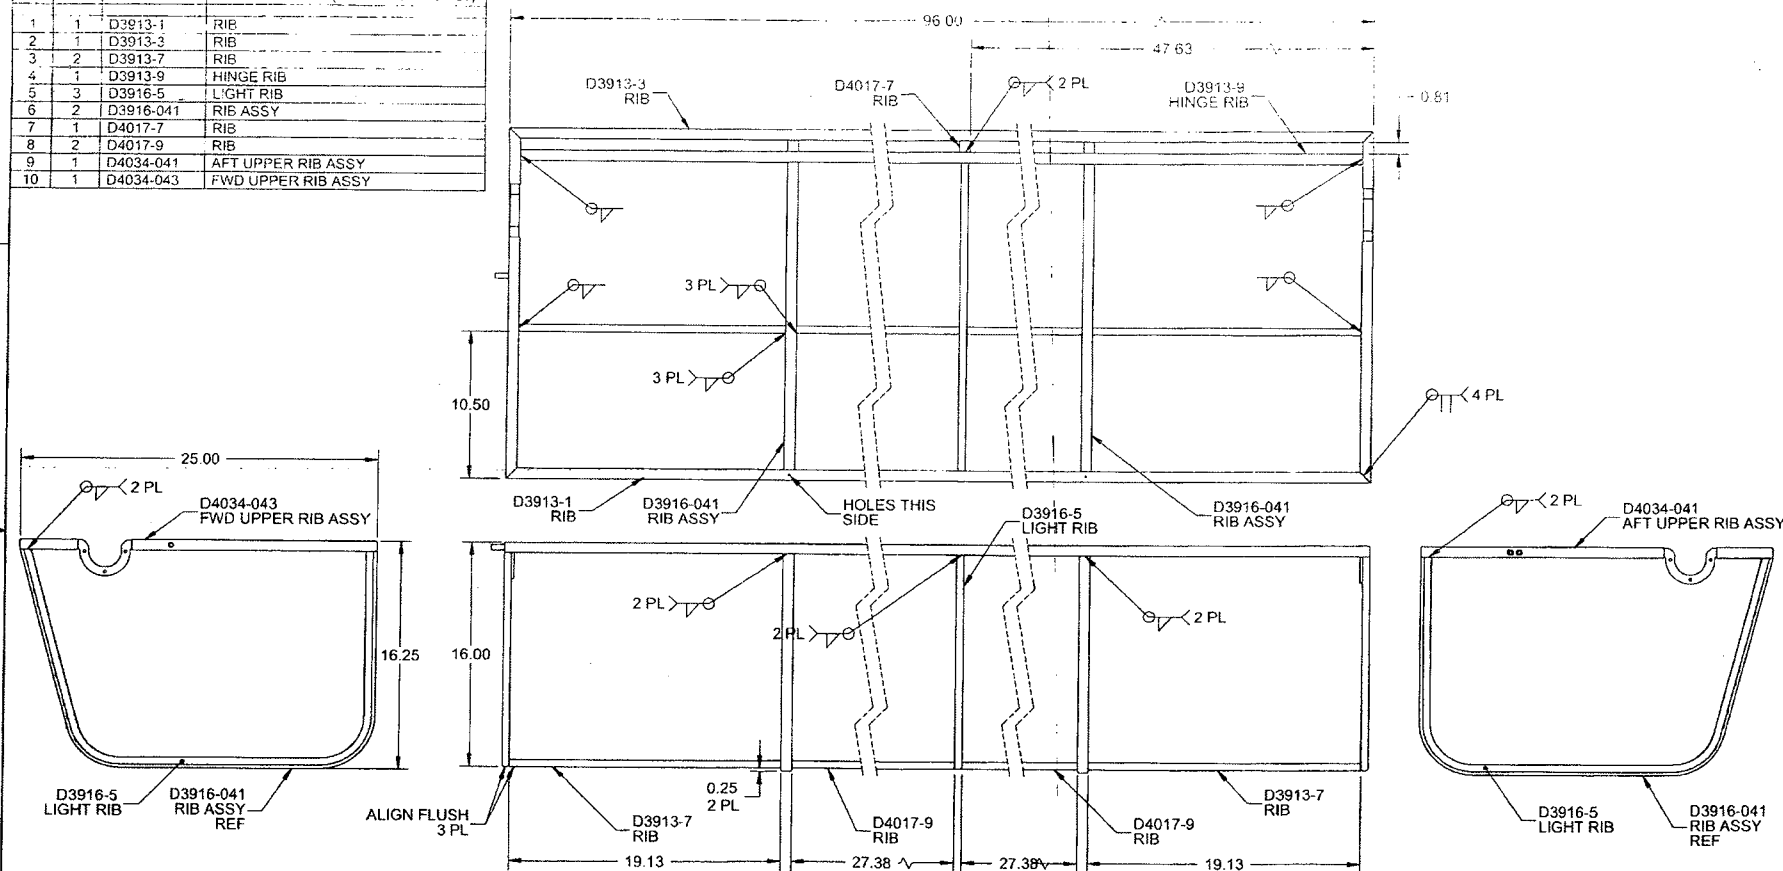 1 1 D3913-1 RIB
2 1 D3913-3 RIB
3 2 D3913-7 RIB
4 1 D3913-9 HINGE RIB
5 3 D3916-5 LIGHT RIB
6 2 D3916-041 RIB ASSY
7 1 D4017-7 RIB
8 2 D4017-9 RIB
9 1 D4034-041 AFT UPPER RIB ASSY
10 1 D4034-043 FWD UPPER RIB ASSY
96.00
47.63
D3913-3
RIB
D4017-7
RIB
2 PL
D3913-9
HINGE RIB
0.81
3 PL
3 PL
10.50
4 PL
D3913-1
RIB
D3916-041
RIB ASSY
HOLES THIS
SIDE
D3916-5
LIGHT RIB
D3916-041
RIB ASSY
25.00
2 PL
D4034-043
FWD UPPER RIB ASSY
16.25
D3916-5
LIGHT RIB
D3916-041
RIB ASSY
REF
16.00
2 PL
2 PL
2 PL
ALIGN FLUSH
3 PL
D3913-7
RIB
0.25
2 PL
D4017-9
RIB
D4017-9
RIB
D3913-7
RIB
19.13
27.38
27.38
19.13
2 PL
D4034-041
AFT UPPER RIB ASSY
D3916-5
LIGHT RIB
D3916-041
RIB ASSY
REF